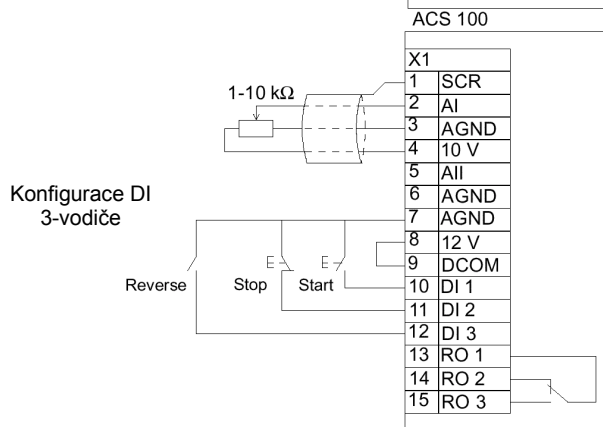 ACS 100
X1
1 SCR
1-10 kΩ
2 AI
3 AGND
4 10 V
5 AII
6 AGND
Konfigurace DI
3-vodiče
7 AGND
8 12 V
9 DCOM
Reverse Stop Start
10 DI 1
11 DI 2
12 DI 3
13 RO 1
14 RO 2
15 RO 3